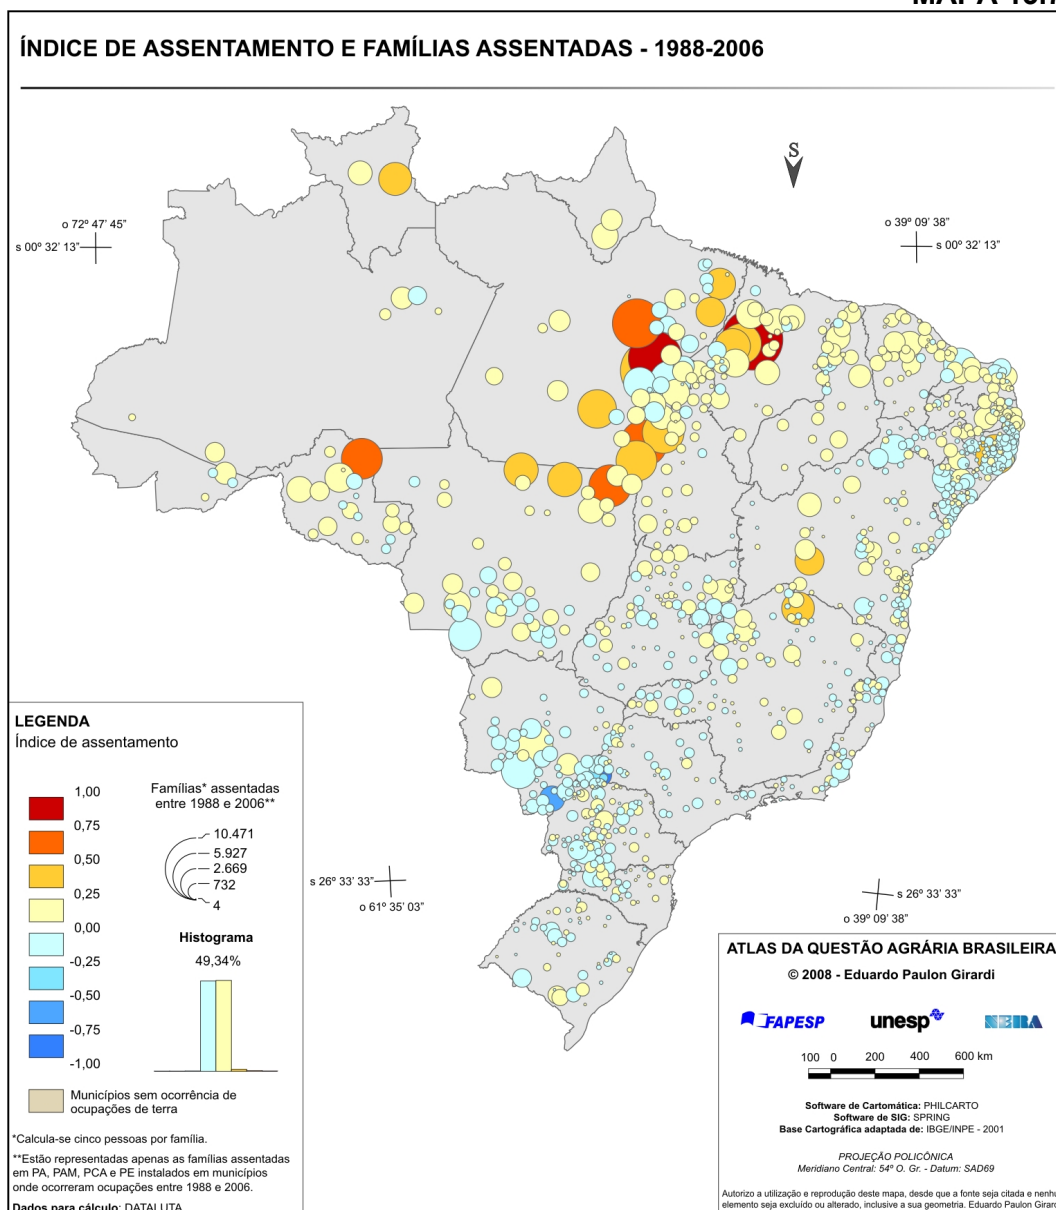 ÍNDICE DE ASSENTAMENTO E FAMÍLIAS ASSENTADAS - 1988-2006
S
o 72º 47’ 45”
s 00º 32’ 13”
o 39º 09’ 38”
s 00º 32’ 13”
LEGENDA
Índice de assentamento
1,00
0,75
0,50
0,25
0,00
-0,25
-0,50
-0,75
-1,00
Famílias* assentadas
entre 1988 e 2006**
10.471
5.927
2.669
732
4
Histograma
49,34%
Municípios sem ocorrência de
ocupações de terra
*Calcula-se cinco pessoas por família.
**Estão representadas apenas as famílias assentadas
em PA, PAM, PCA e PE instalados em municípios
onde ocorreram ocupações entre 1988 e 2006.
Dados para cálculo: DATALUTA
s 26º 33’ 33”
o 61º 35’ 03”
s 26º 33’ 33”
o 39º 09’ 38”
ATLAS DA QUESTÃO AGRÁRIA BRASILEIRA
© 2008 - Eduardo Paulon Girardi
FAPESP
unesp
NERA
100 0 200 400 600 km
Software de Cartomática: PHILCARTO
Software de SIG: SPRING
Base Cartográfica adaptada de: IBGE/INPE - 2001
PROJEÇÃO POLICÔNICA
Meridiano Central: 54º O. Gr. - Datum: SAD69
Autorizo a utilização e reprodução deste mapa, desde que a fonte seja citada e nenhu
elemento seja excluído ou alterado, inclusive a sua geometria. Eduardo Paulon Girard